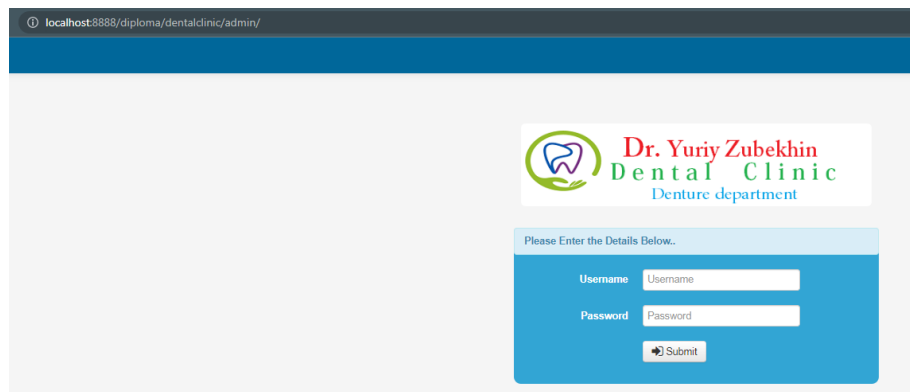 localhost:8888/diploma/dentalclinic/admin/
Dr. Yuriy Zubekhin
Dental Clinic
Denture department
Please Enter the Details Below..
Username Username
Password Password
Submit